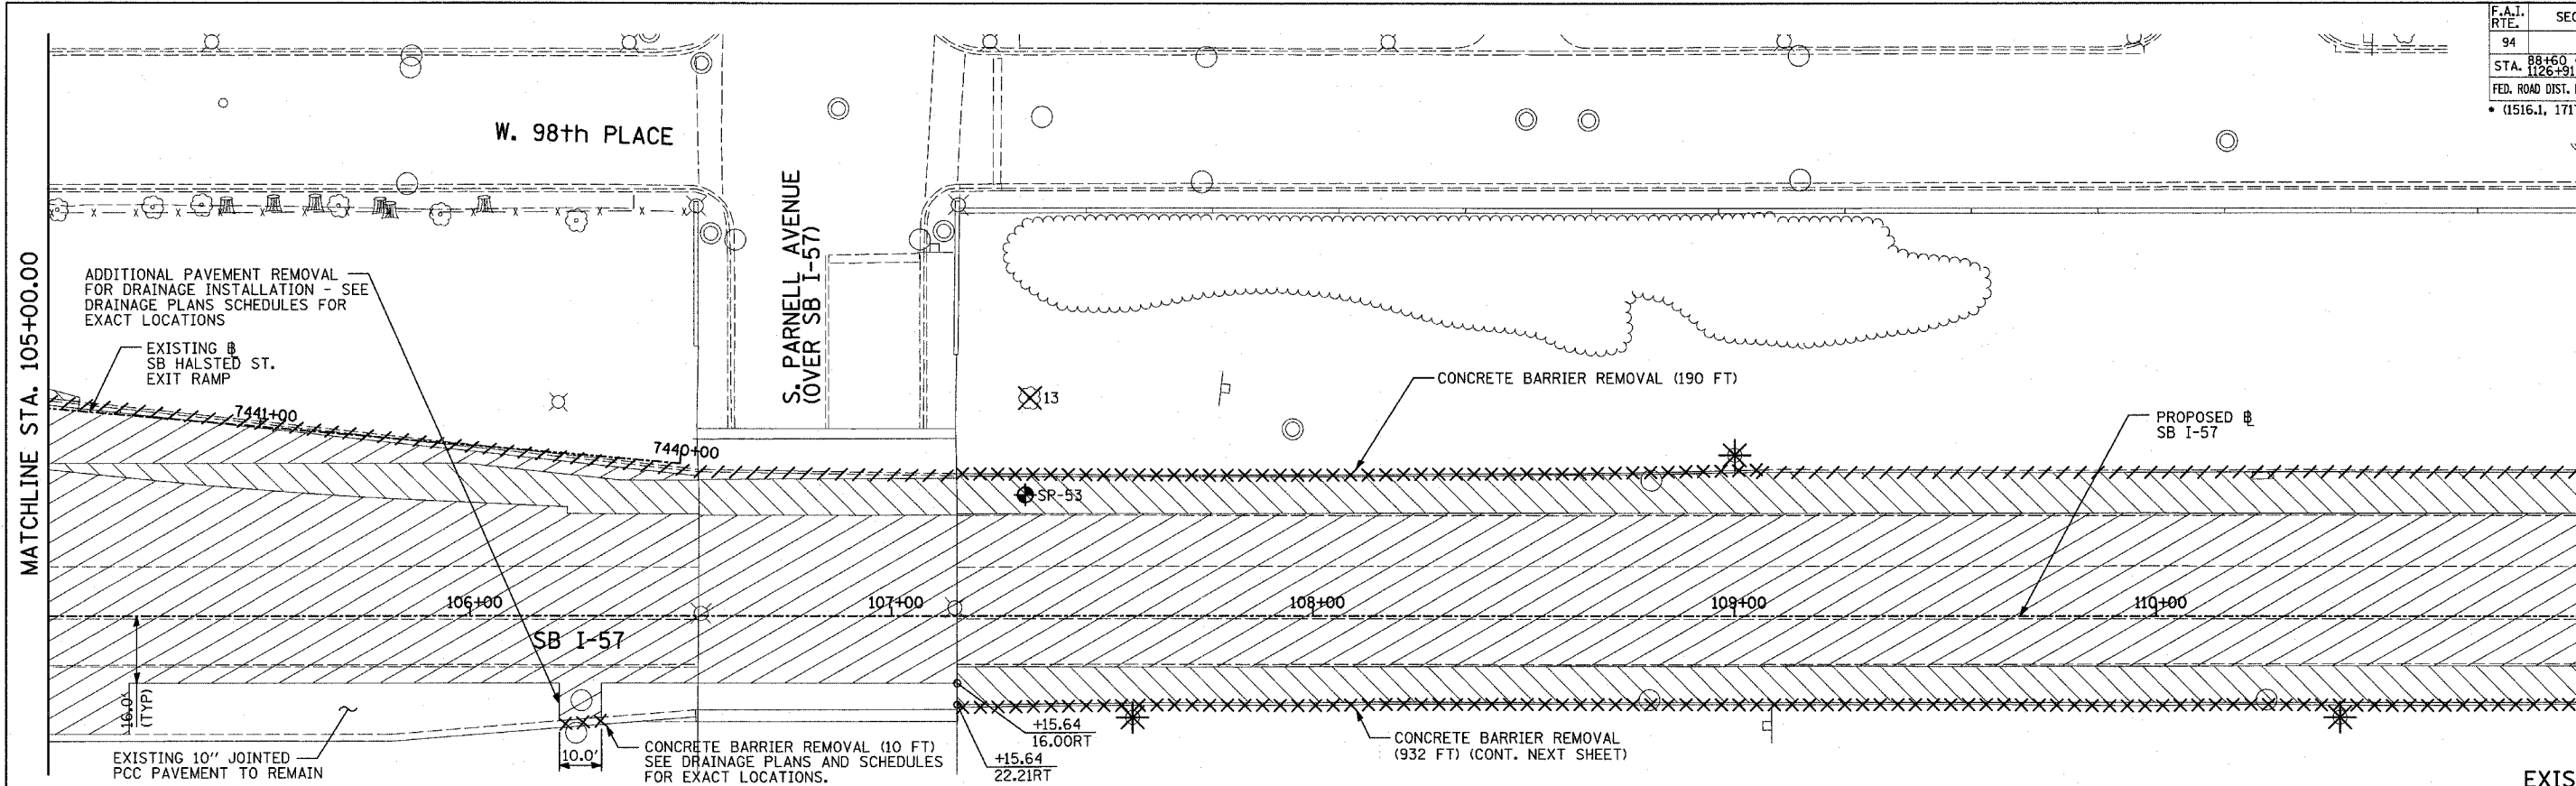 F.A.I. RTE.
94
STA. 88+60
1126+91
FED. ROAD DIST.
* (1516.1, 171
W. 98th PLACE
S. PARNELL AVENUE
(OVER SB I-57)
MATCHLINE STA. 105+00.00
ADDITIONAL PAVEMENT REMOVAL
FOR DRAINAGE INSTALLATION - SEE
DRAINAGE PLANS SCHEDULES FOR
EXACT LOCATIONS
EXISTING ⅊
SB HALSTED ST.
EXIT RAMP
7441+00
7440+00
13
CONCRETE BARRIER REMOVAL (190 FT)
PROPOSED ⅊
SB I-57
SR-53
106+00
107+00
108+00
109+00
110+00
SB I-57
16.0'
(TYP)
10.0'
EXISTING 10" JOINTED
PCC PAVEMENT TO REMAIN
CONCRETE BARRIER REMOVAL (10 FT)
SEE DRAINAGE PLANS AND SCHEDULES
FOR EXACT LOCATIONS.
+15.64
16.00RT
+15.64
22.21RT
CONCRETE BARRIER REMOVAL
(932 FT) (CONT. NEXT SHEET)
EXIS